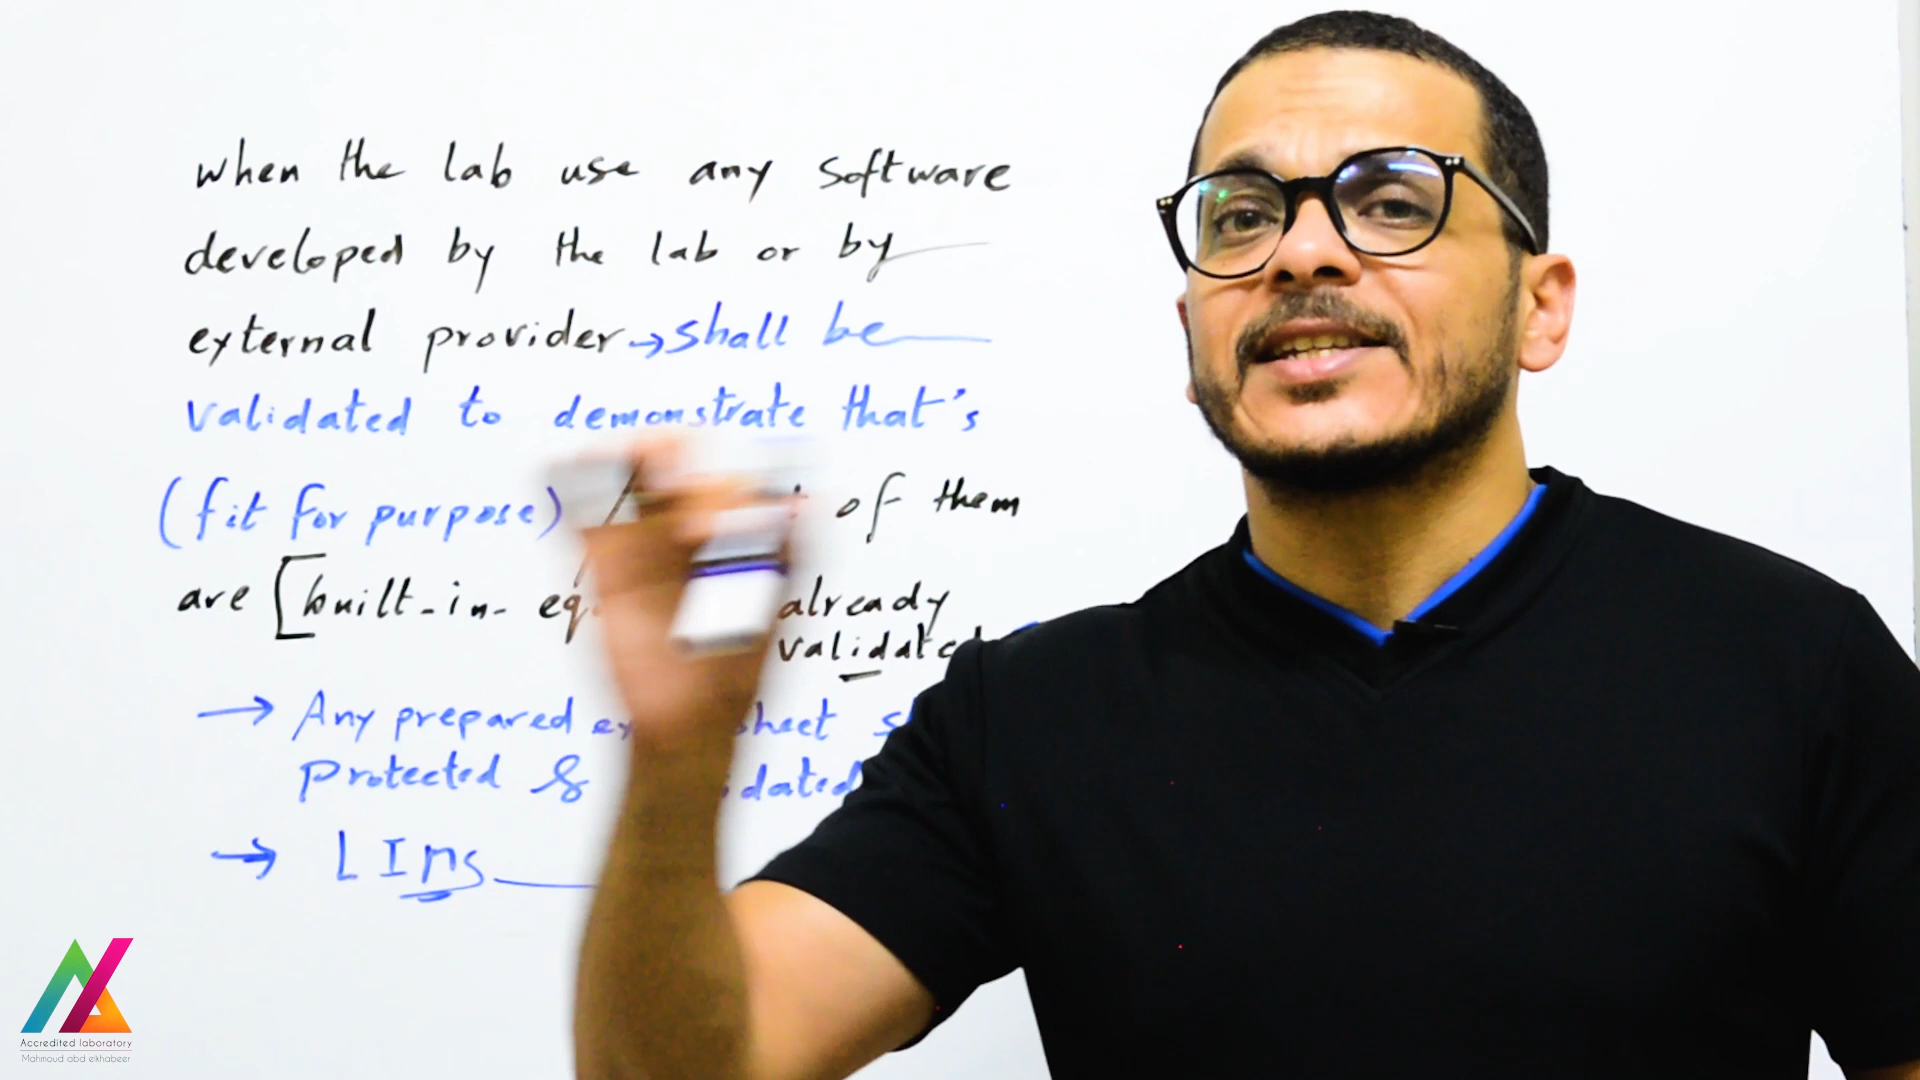 when the lab use any software
developed by the lab or by
external provider → shall be
validated to demonstrate that's
(fit for purpose) of them
are [built-in- already
validated
→ Any prepared sheet
Protected &
→ LIMS
Accredited laboratory
Mahmoud abd elkhabeer